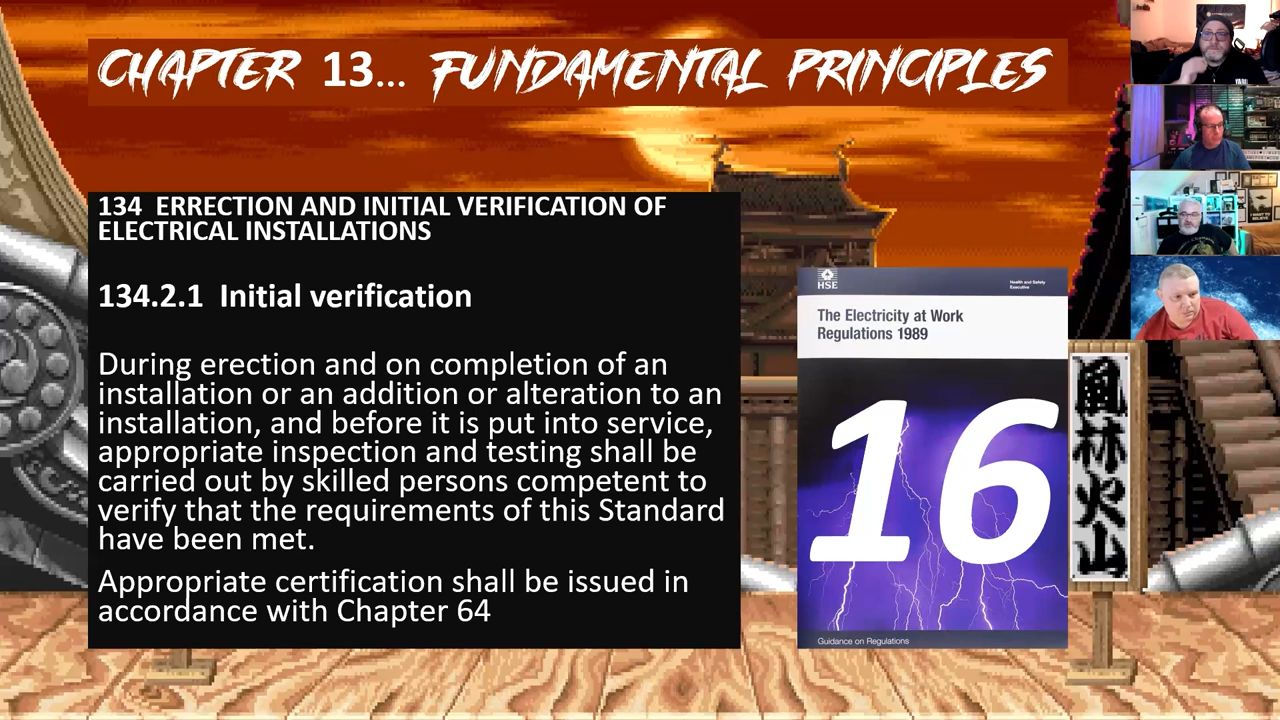 CHAPTER 13... FUNDAMENTAL PRINCIPLES
134 ERRECTION AND INITIAL VERIFICATION OF
ELECTRICAL INSTALLATIONS
134.2.1 Initial verification
During erection and on completion of an
installation or an addition or alteration to an
installation, and before it is put into service,
appropriate inspection and testing shall be
carried out by skilled persons competent to
verify that the requirements of this Standard
have been met.
Appropriate certification shall be issued in
accordance with Chapter 64
HSE
Health and Safety
Executive
The Electricity at Work
Regulations 1989
16
Guidance on Regulations
風林火山
I WANT TO
BELIEVE